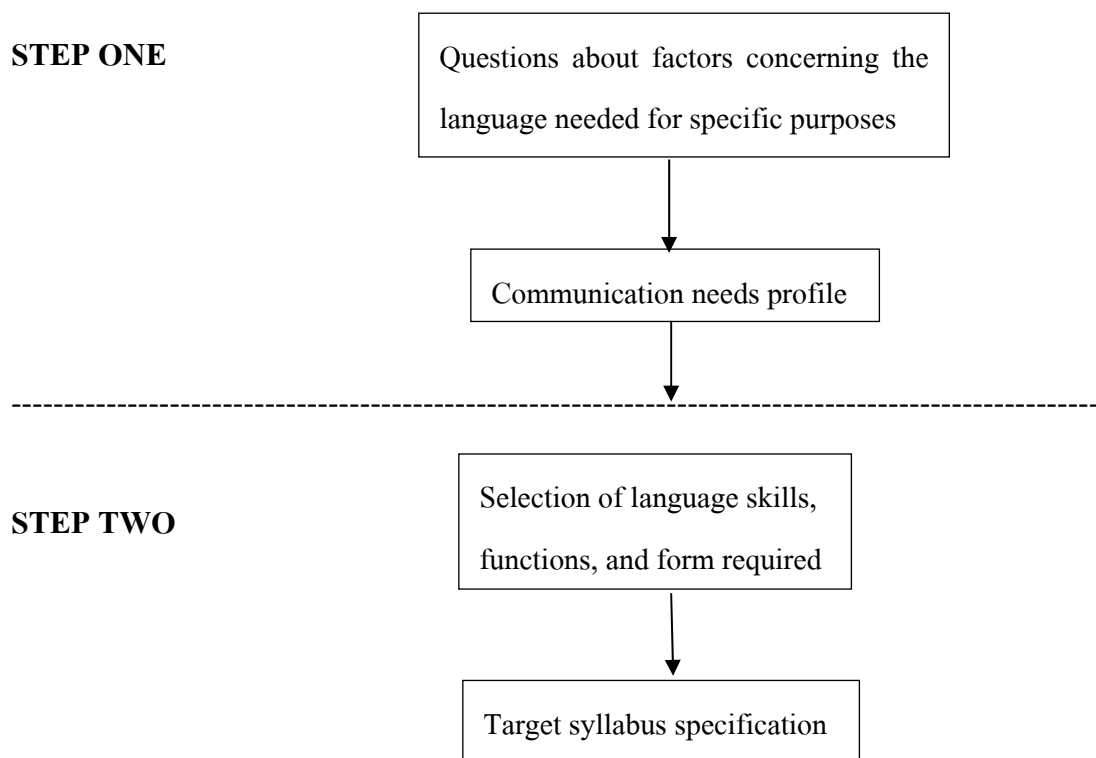 STEP ONE
Questions about factors concerning the
language needed for specific purposes
Communication needs profile
STEP TWO
Selection of language skills,
functions, and form required
Target syllabus specification